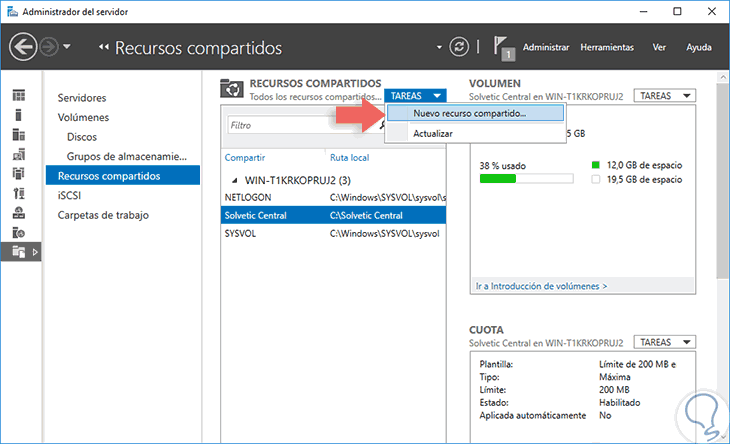 Administrador del servidor
Recursos compartidos
1
Administrar
Herramientas
Ver
Ayuda
Servidores
Volúmenes
Discos
Grupos de almacenamie...
Recursos compartidos
iSCSI
Carpetas de trabajo
RECURSOS COMPARTIDOS
Todos los recursos compartidos...
TAREAS
Nuevo recurso compartido...
Actualizar
Filtro
Compartir
Ruta local
WIN-T1KRKOPRUJ2 (3)
NETLOGON
C:\Windows\SYSVOL\sysvol\s
Solvetic Central
C:\Solvetic Central
SYSVOL
C:\Windows\SYSVOL\sysvol
VOLUMEN
Solvetic Central en WIN-T1KRKOPRUJ2
TAREAS
5 GB
38 % usado
12,0 GB de espacio
19,5 GB de espacio
Ir a Introducción de volúmenes >
CUOTA
Solvetic Central en WIN-T1KRKOPRUJ2
TAREAS
Plantilla:
Límite de 200 MB e
Tipo:
Máxima
Límite:
200 MB
Estado:
Habilitado
Aplicada automáticamente
No